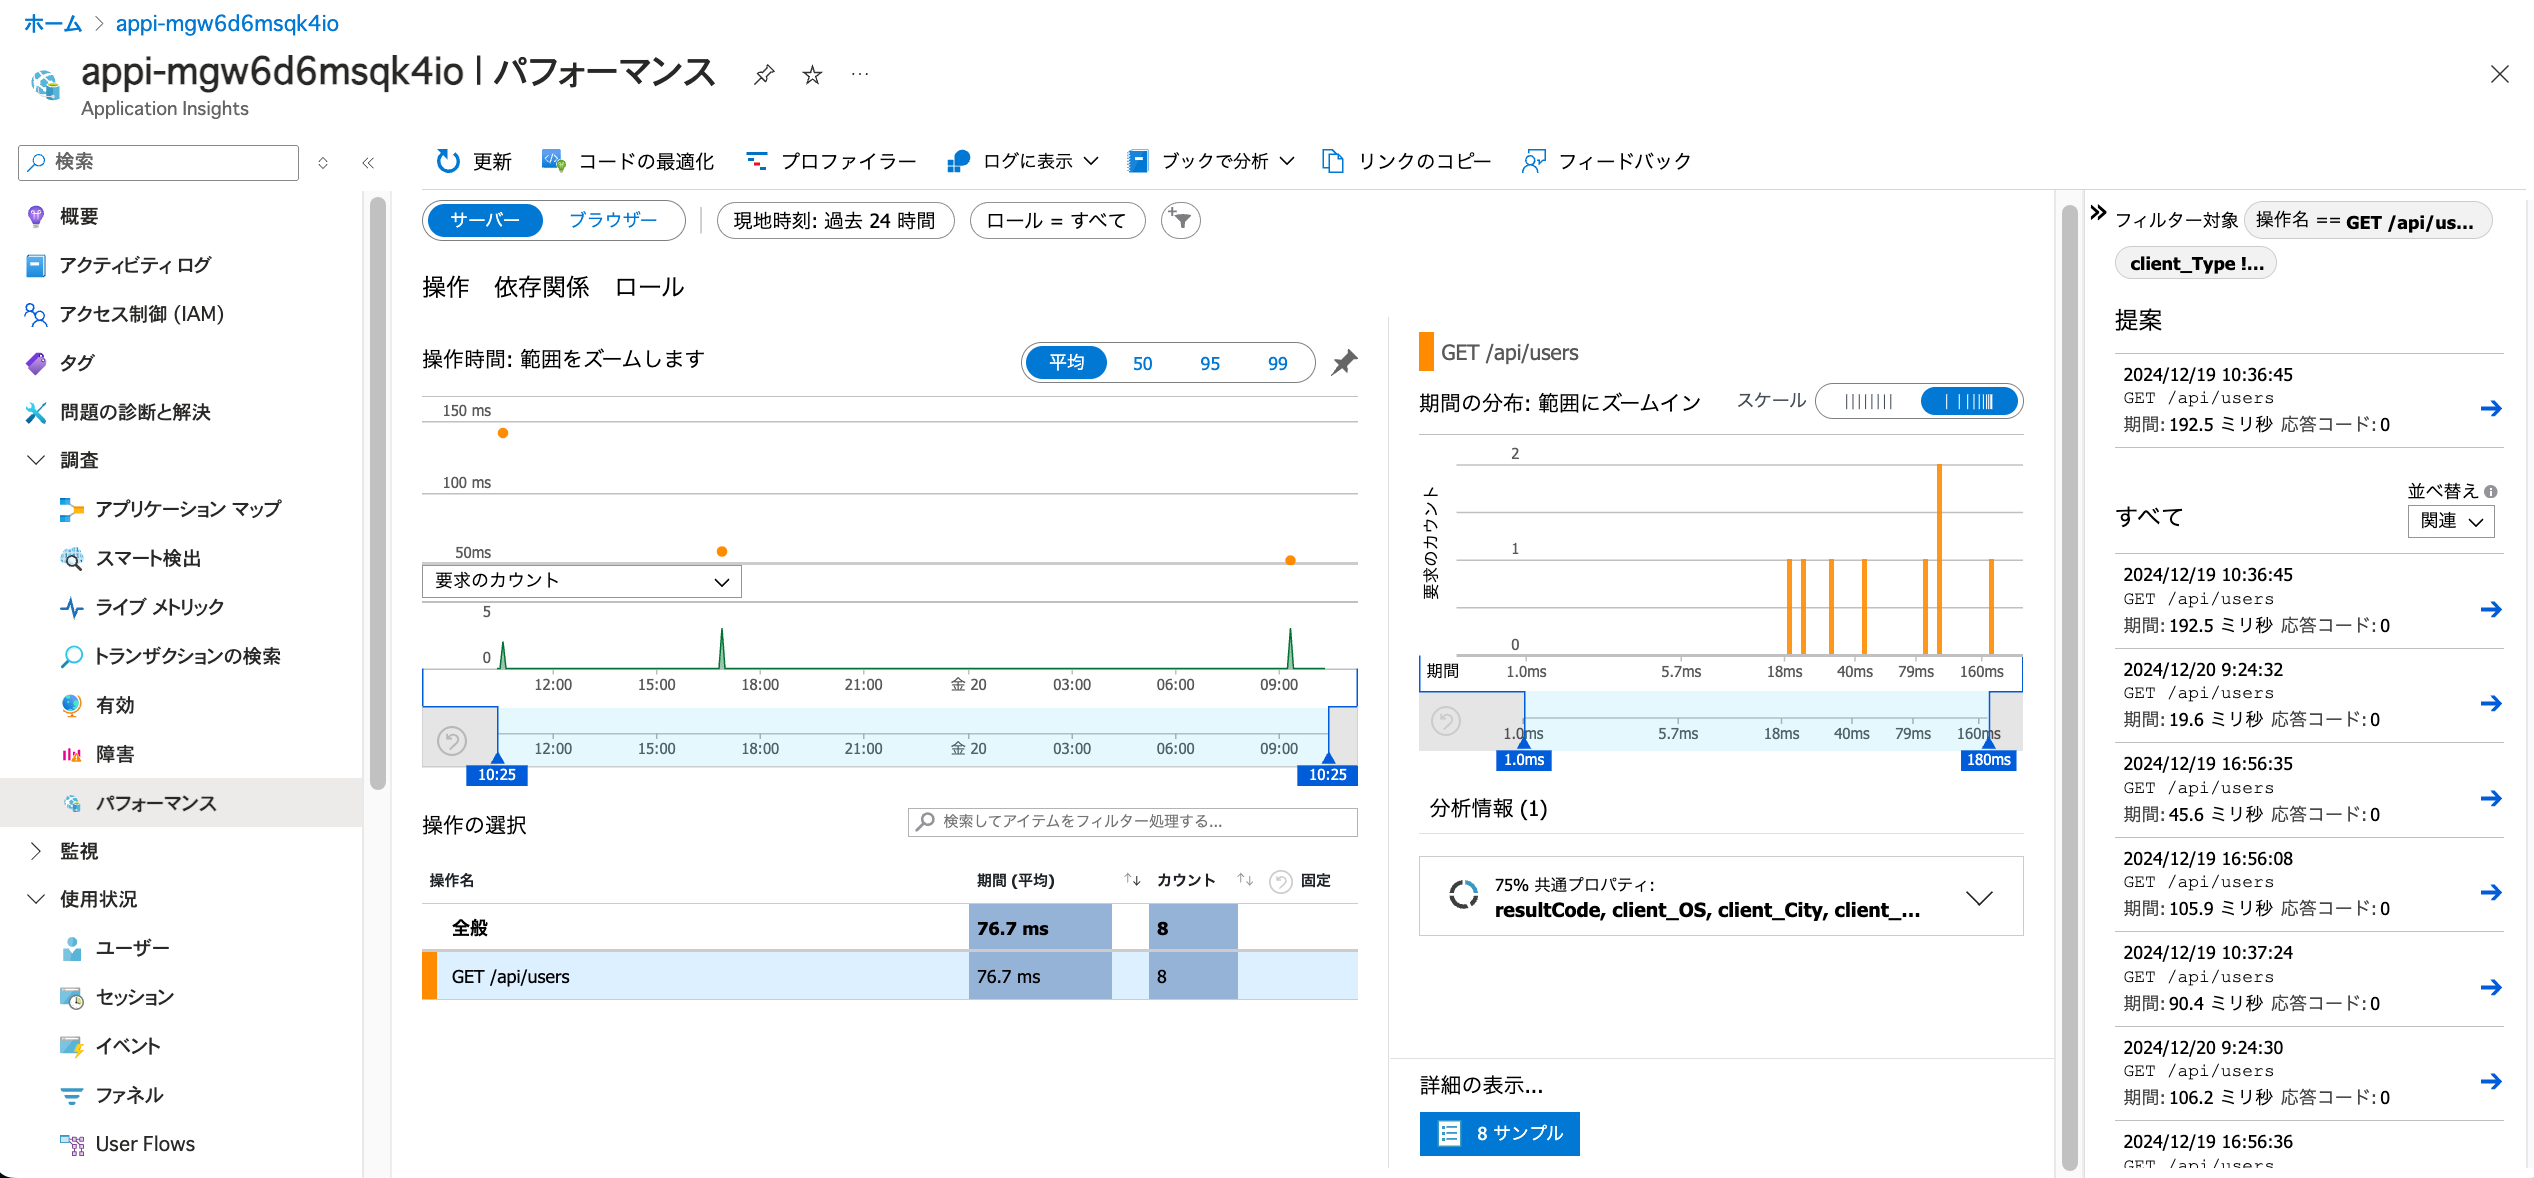 ホーム > appi-mgw6d6msqk4io
appi-mgw6d6msqk4io | パフォーマンス ☆ ···
Application Insights
検索
概要
アクティビティ ログ
アクセス制御 (IAM)
タグ
問題の診断と解決
調査
アプリケーション マップ
スマート検出
ライブ メトリック
トランザクションの検索
有効
障害
パフォーマンス
監視
使用状況
ユーザー
セッション
イベント
ファネル
User Flows
更新 コードの最適化 プロファイラー ログに表示 ブックで分析 リンクのコピー フィードバック
サーバー ブラウザー 現地時刻: 過去 24 時間 ロール = すべて
操作 依存関係 ロール
操作時間: 範囲をズームします 平均 50 95 99
150 ms
100 ms
50ms
要求のカウント
5
0
12:00 15:00 18:00 21:00 金 20 03:00 06:00 09:00
12:00 15:00 18:00 21:00 金 20 03:00 06:00 09:00
10:25 10:25
操作の選択 検索してアイテムをフィルター処理する...
操作名 期間 (平均) ↑↓ カウント ↑↓ 固定
全般 76.7 ms 8
GET /api/users 76.7 ms 8
GET /api/users
期間の分布: 範囲にズームイン スケール
要求のカウント
2
1
0
期間 1.0ms 5.7ms 18ms 40ms 79ms 160ms
1.0ms 5.7ms 18ms 40ms 79ms 160ms
1.0ms 180ms
分析情報 (1)
75% 共通プロパティ:
resultCode, client_OS, client_City, client_...
詳細の表示...
8 サンプル
フィルター対象 操作名 == GET /api/us...
client_Type !...
提案
2024/12/19 10:36:45
GET /api/users
期間: 192.5 ミリ秒 応答コード: 0
並べ替え
すべて 関連
2024/12/19 10:36:45
GET /api/users
期間: 192.5 ミリ秒 応答コード: 0
2024/12/20 9:24:32
GET /api/users
期間: 19.6 ミリ秒 応答コード: 0
2024/12/19 16:56:35
GET /api/users
期間: 45.6 ミリ秒 応答コード: 0
2024/12/19 16:56:08
GET /api/users
期間: 105.9 ミリ秒 応答コード: 0
2024/12/19 10:37:24
GET /api/users
期間: 90.4 ミリ秒 応答コード: 0
2024/12/20 9:24:30
GET /api/users
期間: 106.2 ミリ秒 応答コード: 0
2024/12/19 16:56:36
GET /api/users